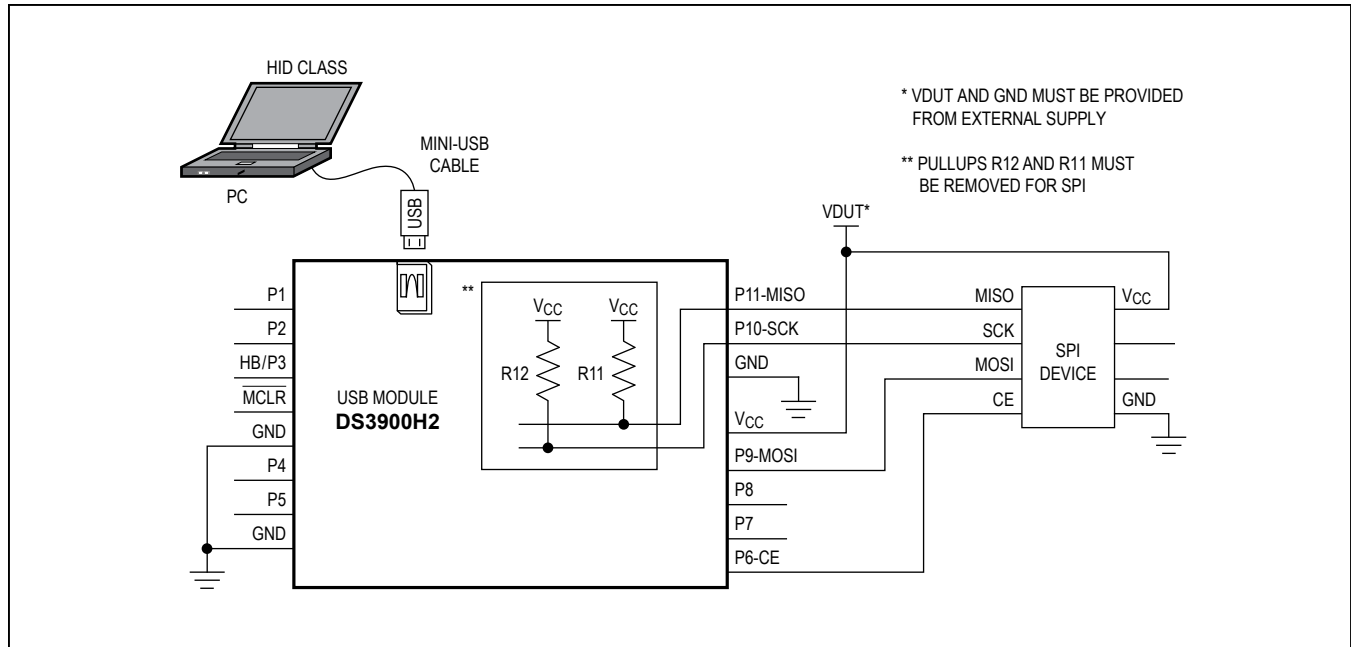 HID CLASS
PC
MINI-USB
CABLE
USB
* VDUT AND GND MUST BE PROVIDED
FROM EXTERNAL SUPPLY
** PULLUPS R12 AND R11 MUST
BE REMOVED FOR SPI
VDUT*
P1
P2
HB/P3
MCLR
GND
P4
P5
GND
USB MODULE
DS3900H2
**
VCC
VCC
R12
R11
P11-MISO
P10-SCK
GND
VCC
P9-MOSI
P8
P7
P6-CE
MISO
SCK
MOSI
CE
SPI
DEVICE
VCC
GND